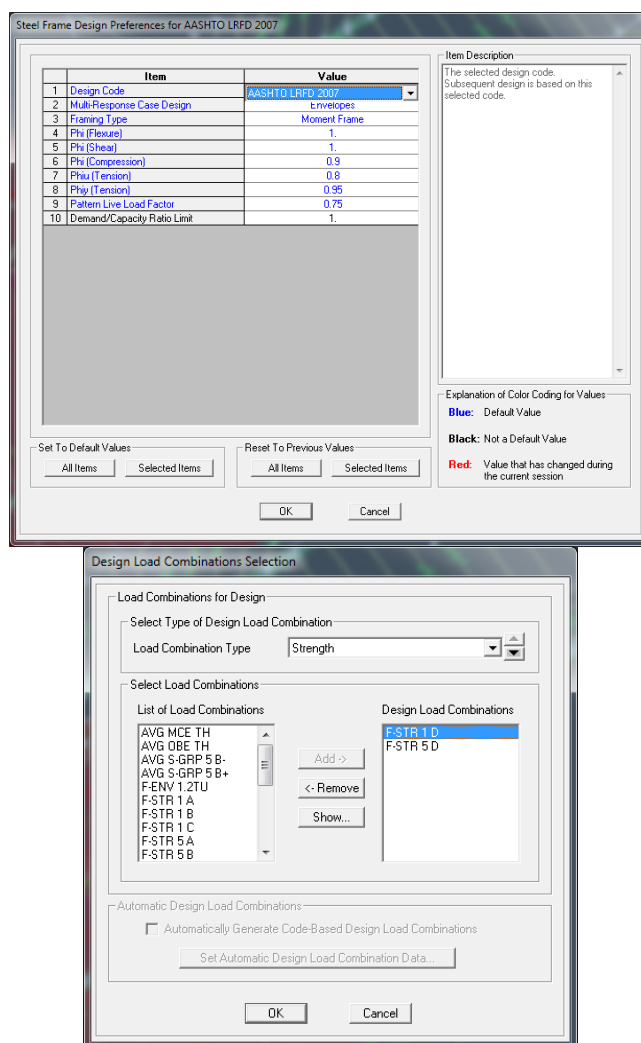 Steel Frame Design Preferences for AASHTO LRFD 2007
Item Value
1 Design Code AASHTO LRFD 2007
2 Multi-Response Case Design Envelopes
3 Framing Type Moment Frame
4 Phi (Flexure) 1.
5 Phi (Shear) 1.
6 Phi (Compression) 0.9
7 Phiu (Tension) 0.8
8 Phiy (Tension) 0.95
9 Pattern Live Load Factor 0.75
10 Demand/Capacity Ratio Limit 1.
Item Description
The selected design code.
Subsequent design is based on this
selected code.
Explanation of Color Coding for Values
Blue: Default Value
Black: Not a Default Value
Red: Value that has changed during
the current session
Set To Default Values
All Items Selected Items
Reset To Previous Values
All Items Selected Items
OK Cancel
Design Load Combinations Selection
Load Combinations for Design
Select Type of Design Load Combination
Load Combination Type Strength
Select Load Combinations
List of Load Combinations
AVG MCE TH
AVG OBE TH
AVG S-GRP 5 B-
AVG S-GRP 5 B+
F-ENV 1.2TU
F-STR 1 A
F-STR 1 B
F-STR 1 C
F-STR 5 A
F-STR 5 B
Add ->
<- Remove
Show...
Design Load Combinations
F-STR 1 D
F-STR 5 D
Automatic Design Load Combinations
Automatically Generate Code-Based Design Load Combinations
Set Automatic Design Load Combination Data...
OK Cancel